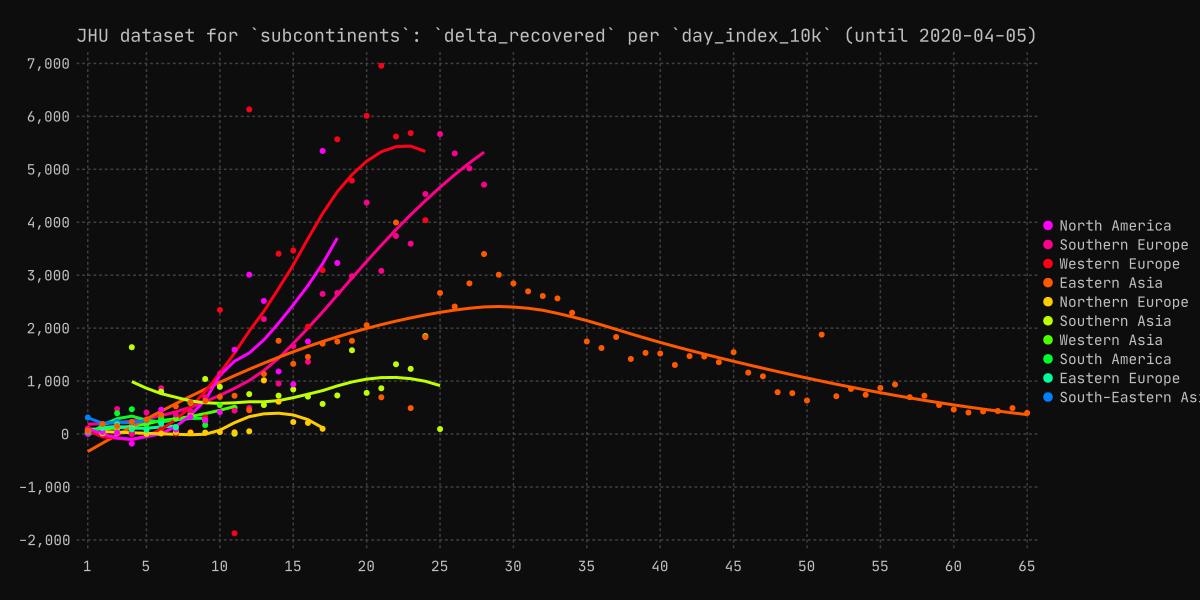 JHU dataset for `subcontinents`: `delta_recovered` per `day_index_10k` (until 2020-04-05)
7,000
6,000
5,000
4,000
3,000
2,000
1,000
0
-1,000
-2,000
1 5 10 15 20 25 30 35 40 45 50 55 60 65
North America
Southern Europe
Western Europe
Eastern Asia
Northern Europe
Southern Asia
Western Asia
South America
Eastern Europe
South-Eastern Asi